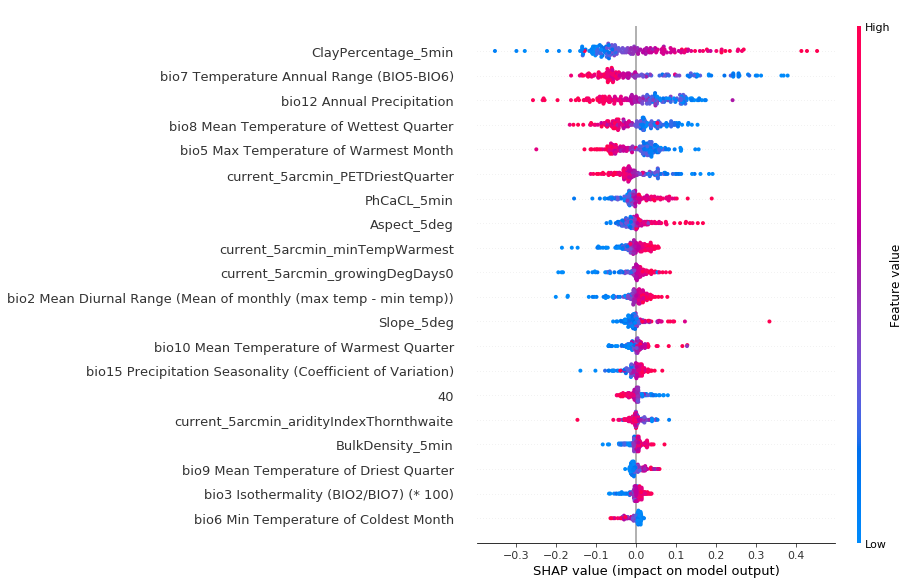 High
ClayPercentage_5min
bio7 Temperature Annual Range (BIO5-BIO6)
bio12 Annual Precipitation
bio8 Mean Temperature of Wettest Quarter
bio5 Max Temperature of Warmest Month
current_5arcmin_PETDriestQuarter
PhCaCL_5min
Aspect_5deg
current_5arcmin_minTempWarmest
current_5arcmin_growingDegDays0
bio2 Mean Diurnal Range (Mean of monthly (max temp - min temp))
Slope_5deg
bio10 Mean Temperature of Warmest Quarter
bio15 Precipitation Seasonality (Coefficient of Variation)
40
current_5arcmin_aridityIndexThornthwaite
BulkDensity_5min
bio9 Mean Temperature of Driest Quarter
bio3 Isothermality (BIO2/BIO7) (* 100)
bio6 Min Temperature of Coldest Month
Feature value
Low
−0.3 −0.2 −0.1 0.0 0.1 0.2 0.3 0.4
SHAP value (impact on model output)